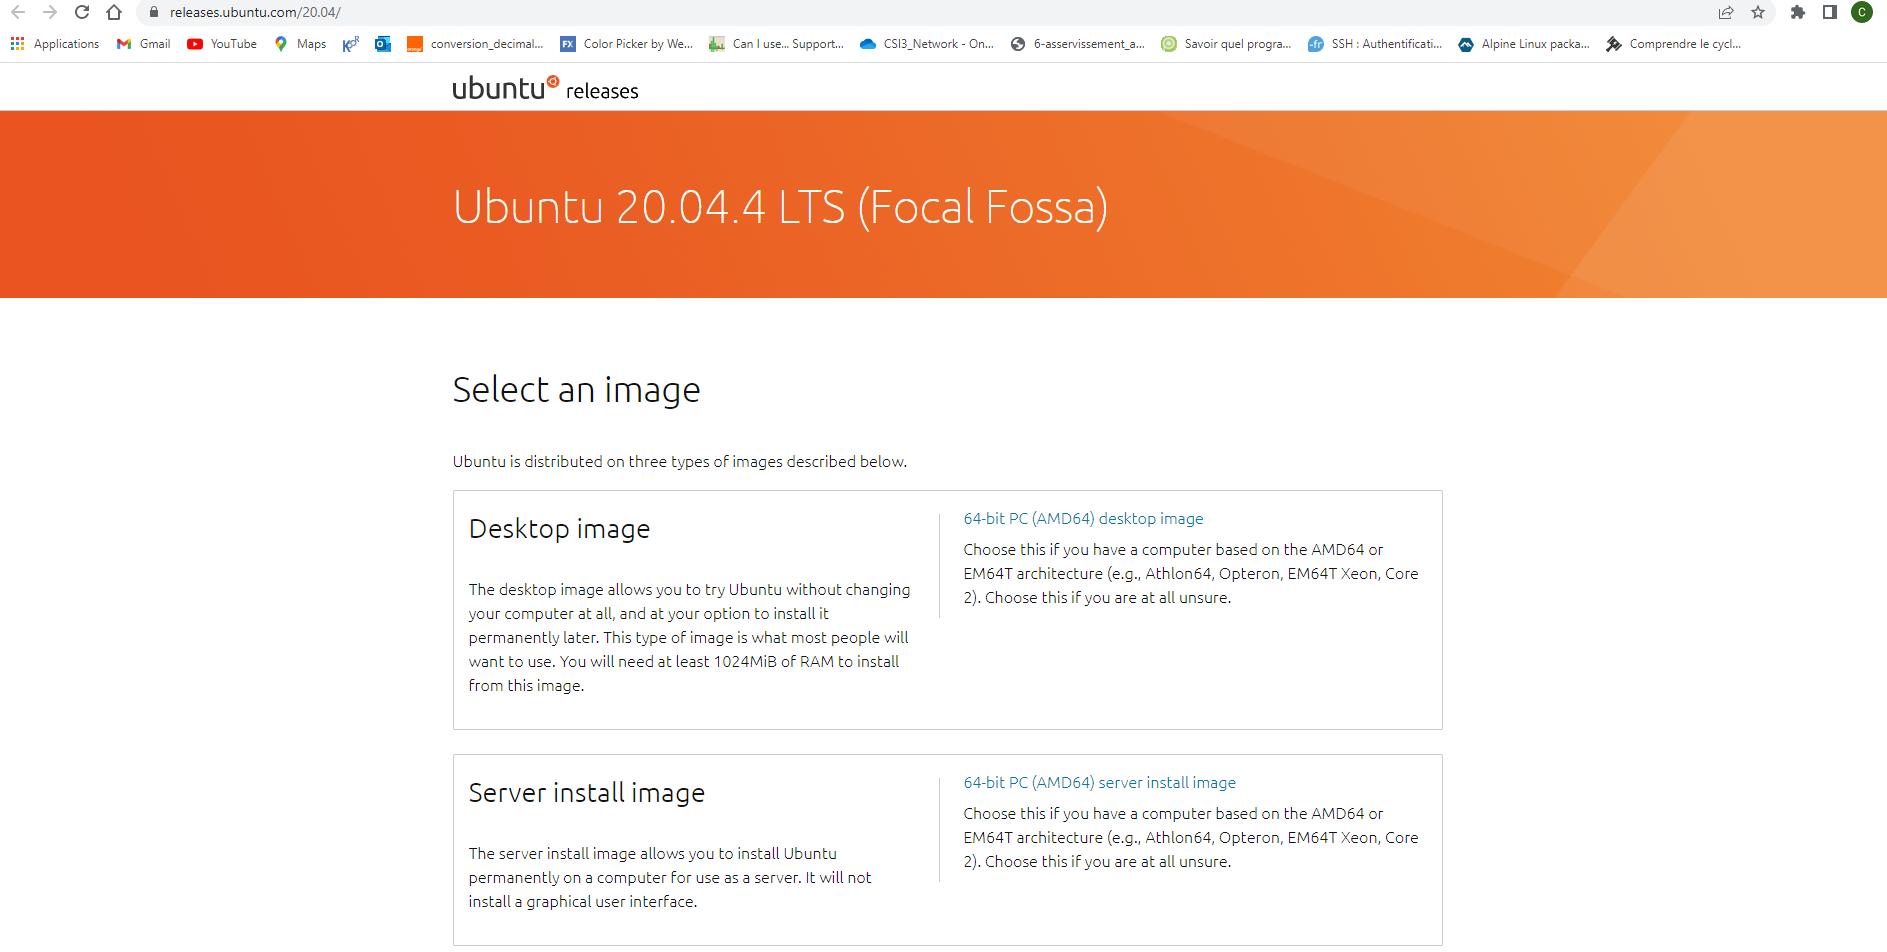 releases.ubuntu.com/20.04/
C
Applications Gmail YouTube Maps conversion_decimal... FX Color Picker by We... Can I use... Support... CSI3_Network - On... 6-asservissement_a... Savoir quel progra... -fr SSH : Authentificati... Alpine Linux packa... Comprendre le cycl...
ubuntu releases
Ubuntu 20.04.4 LTS (Focal Fossa)
Select an image
Ubuntu is distributed on three types of images described below.
Desktop image
The desktop image allows you to try Ubuntu without changing
your computer at all, and at your option to install it
permanently later. This type of image is what most people will
want to use. You will need at least 1024MiB of RAM to install
from this image.
64-bit PC (AMD64) desktop image
Choose this if you have a computer based on the AMD64 or
EM64T architecture (e.g., Athlon64, Opteron, EM64T Xeon, Core
2). Choose this if you are at all unsure.
Server install image
The server install image allows you to install Ubuntu
permanently on a computer for use as a server. It will not
install a graphical user interface.
64-bit PC (AMD64) server install image
Choose this if you have a computer based on the AMD64 or
EM64T architecture (e.g., Athlon64, Opteron, EM64T Xeon, Core
2). Choose this if you are at all unsure.